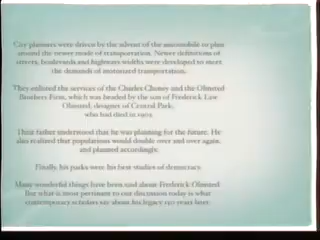 City planners were driven by the advent of the automobile to plan
around the newer mode of transportation. Newer definitions of
streets, boulevards and highways widths were developed to meet
the demands of motorized transportation.
They enlisted the services of the Charles Cheney and the Olmsted
Brothers Firm, which was headed by the son of Frederick Law
Olmsted, designer of Central Park,
who had died in 1903.
Their father understood that he was planning for the future. He
also realized that populations would double over and over again,
and planned accordingly.
Finally, his parks were his best studies of democracy.
Many wonderful things have been said about Frederick Olmsted
But what is most pertinent to our discussion today is what
contemporary scholars say about his legacy 150 years later.